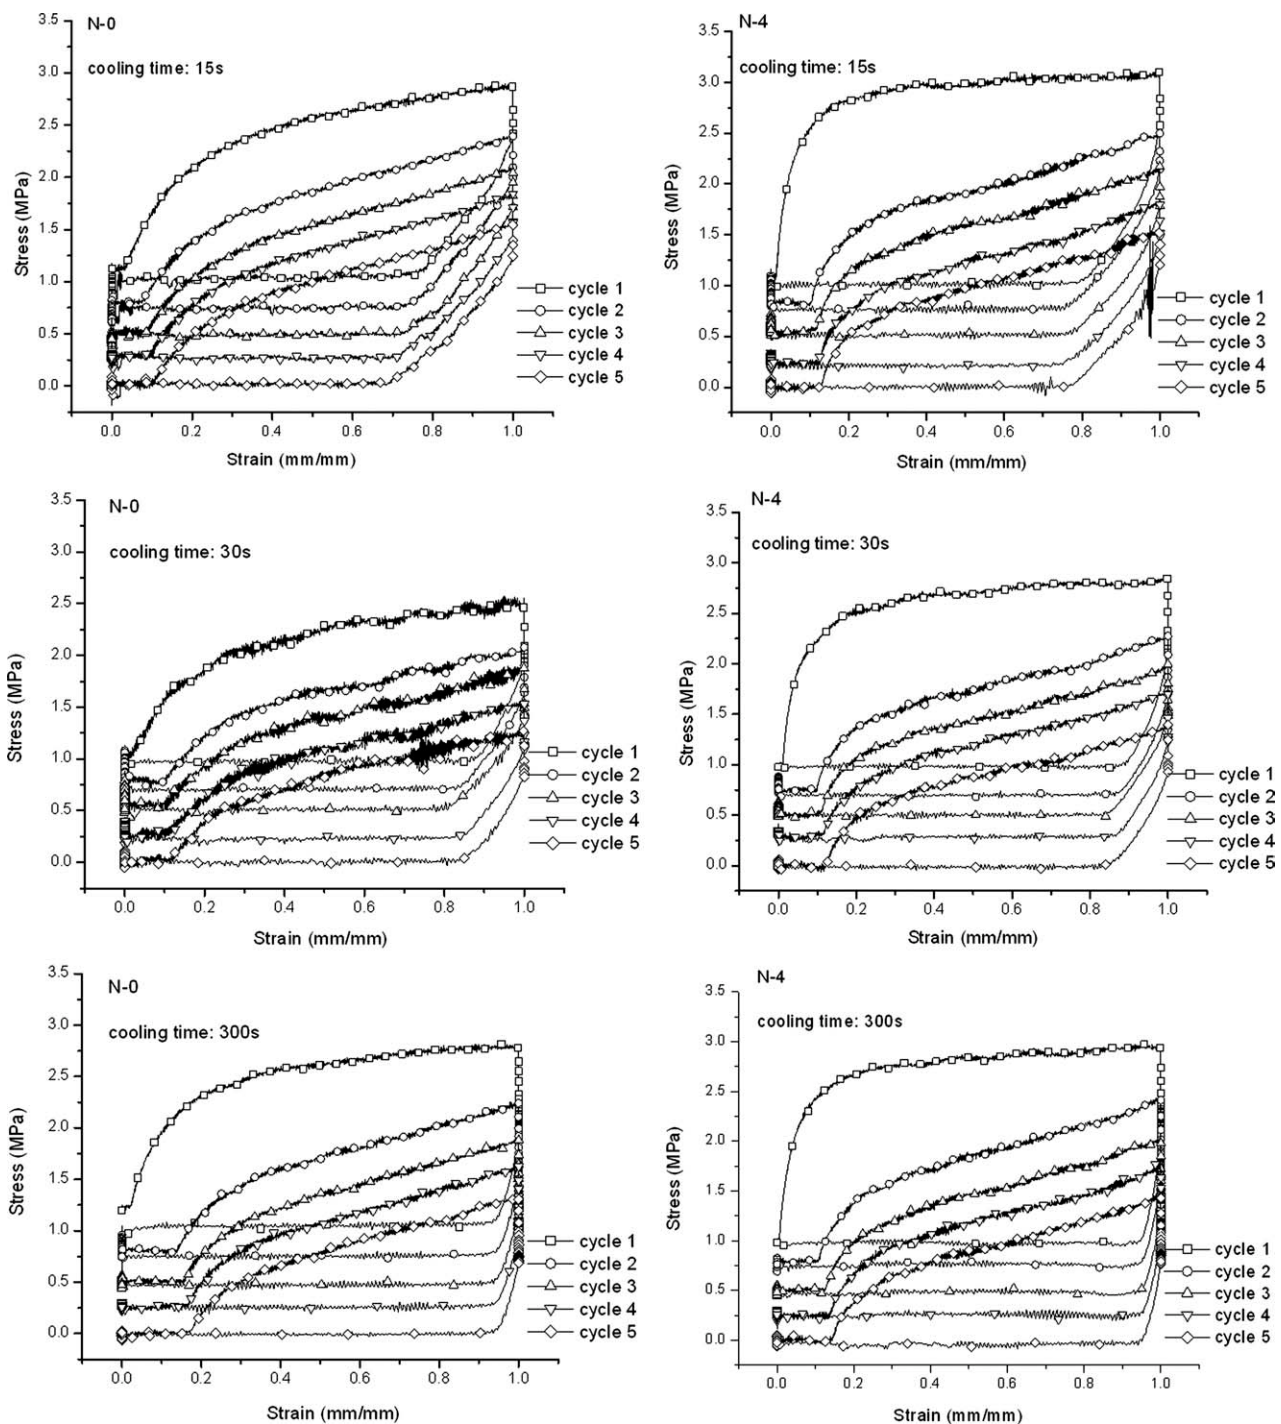 N-0
cooling time: 15s
Stress (MPa)
3.5
3.0
2.5
2.0
1.5
1.0
0.5
0.0
0.0 0.2 0.4 0.6 0.8 1.0
Strain (mm/mm)
cycle 1
cycle 2
cycle 3
cycle 4
cycle 5
N-4
cooling time: 15s
Stress (MPa)
3.5
3.0
2.5
2.0
1.5
1.0
0.5
0.0
0.0 0.2 0.4 0.6 0.8 1.0
Strain (mm/mm)
cycle 1
cycle 2
cycle 3
cycle 4
cycle 5
N-0
cooling time: 30s
Stress (MPa)
3.5
3.0
2.5
2.0
1.5
1.0
0.5
0.0
0.0 0.2 0.4 0.6 0.8 1.0
Strain (mm/mm)
cycle 1
cycle 2
cycle 3
cycle 4
cycle 5
N-4
cooling time: 30s
Stress (MPa)
3.5
3.0
2.5
2.0
1.5
1.0
0.5
0.0
0.0 0.2 0.4 0.6 0.8 1.0
Strain (mm/mm)
cycle 1
cycle 2
cycle 3
cycle 4
cycle 5
N-0
cooling time: 300s
Stress (MPa)
3.5
3.0
2.5
2.0
1.5
1.0
0.5
0.0
0.0 0.2 0.4 0.6 0.8 1.0
Strain (mm/mm)
cycle 1
cycle 2
cycle 3
cycle 4
cycle 5
N-4
cooling time: 300s
Stress (MPa)
3.5
3.0
2.5
2.0
1.5
1.0
0.5
0.0
0.0 0.2 0.4 0.6 0.8 1.0
Strain (mm/mm)
cycle 1
cycle 2
cycle 3
cycle 4
cycle 5